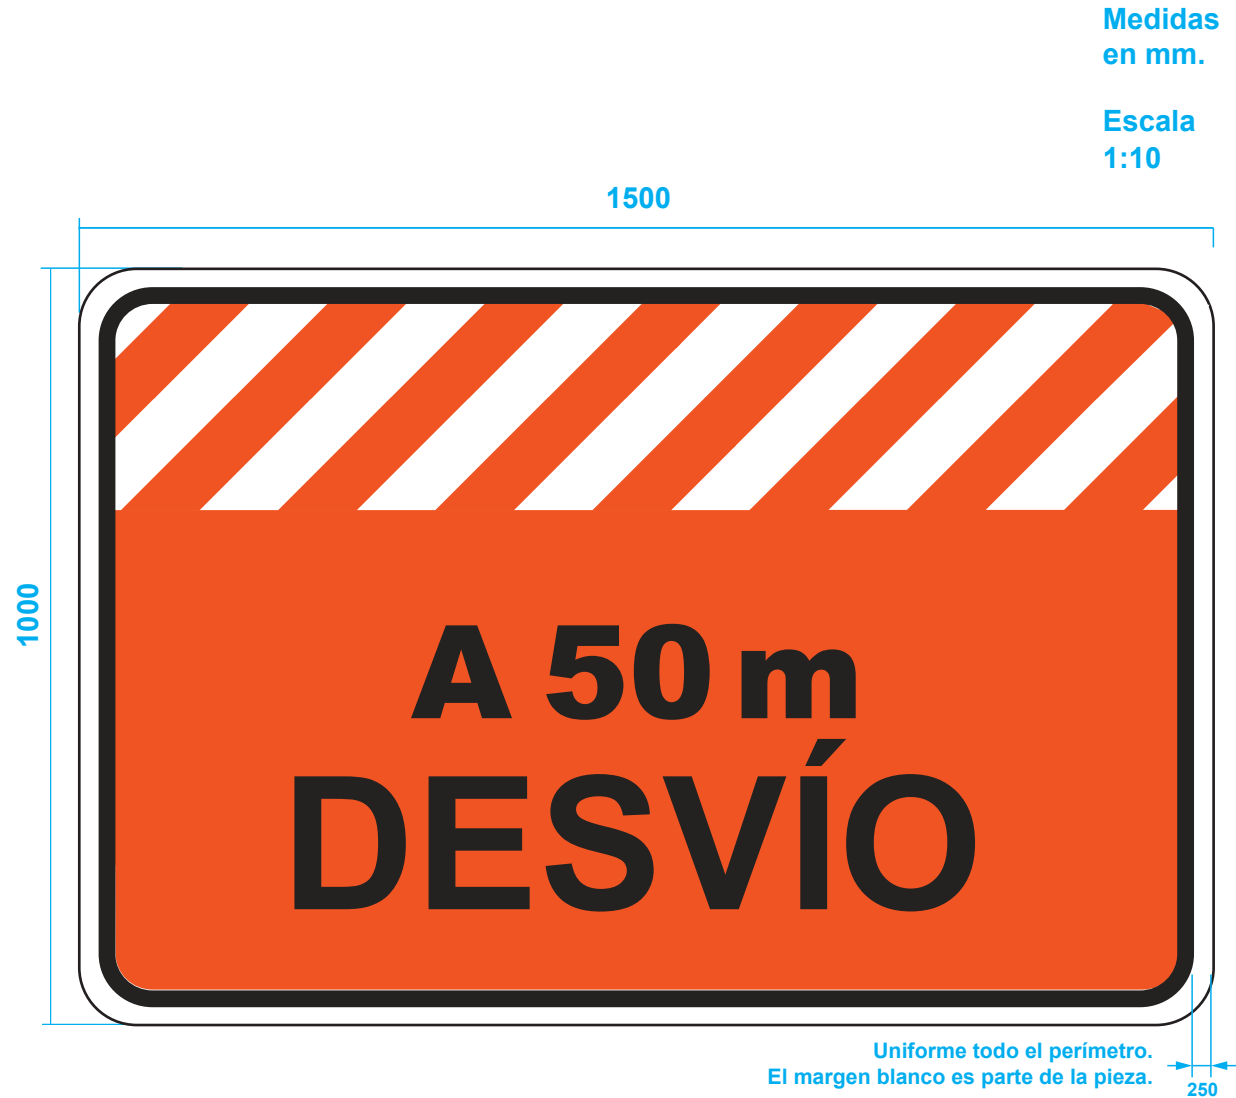 Medidas
en mm.
Escala
1:10
1500
1000
A 50 m
DESVÍO
Uniforme todo el perímetro.
El margen blanco es parte de la pieza.
250